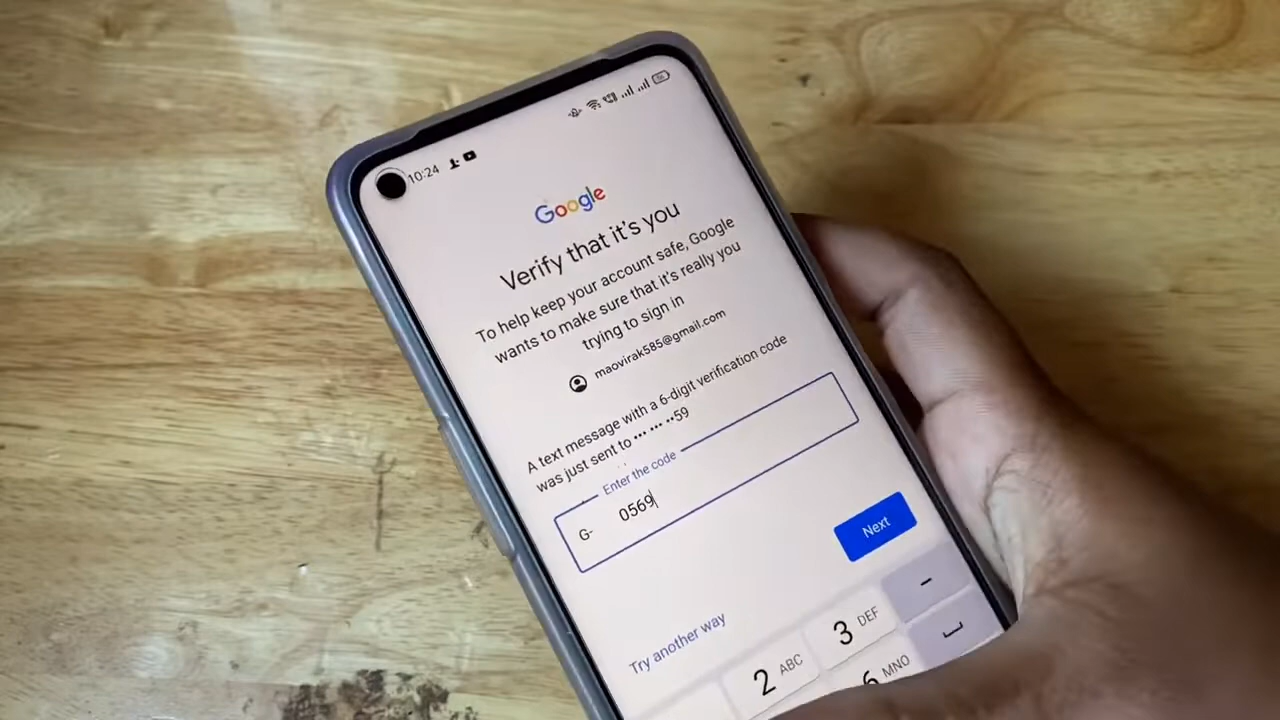 10:24
Google
Verify that it's you
To help keep your account safe, Google
wants to make sure that it's really you
trying to sign in
maovirak585@gmail.com
A text message with a 6-digit verification code
was just sent to ••• ••• ••59
Enter the code
G- 0569
Next
Try another way
2 ABC
3 DEF
-
6 MNO